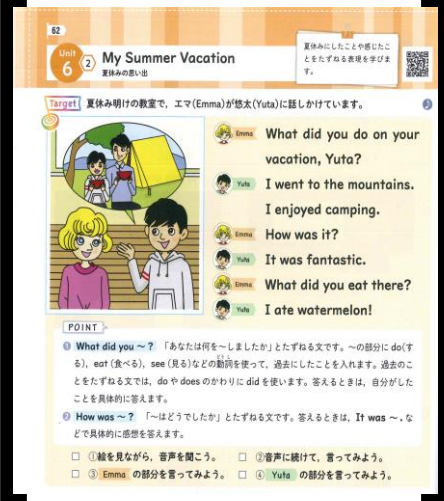 62
Unit
6
2
My Summer Vacation
夏休みの思い出
夏休みにしたことや感じたこ
とをたずねる表現を学びま
す。
Target 夏休み明けの教室で，エマ(Emma)が悠太(Yuta)に話しかけています。
Emma What did you do on your
vacation, Yuta?
Yuta I went to the mountains.
I enjoyed camping.
Emma How was it?
Yuta It was fantastic.
Emma What did you eat there?
Yuta I ate watermelon!
POINT
❶ What did you ～？ 「あなたは何を～しましたか」とたずねる文です。～の部分に do(す
る)，eat (食べる)，see (見る)などの動詞を使って，過去にしたことを入れます。過去のこ
とをたずねる文では，do や does のかわりに did を使います。答えるときは，自分がした
ことを具体的に答えます。
❷ How was ～？ 「～はどうでしたか」とたずねる文です。答えるときは，It was ～. な
どで具体的に感想を答えます。
□ ①絵を見ながら，音声を聞こう。 □ ②音声に続けて，言ってみよう。
□ ③ Emma の部分を言ってみよう。 □ ④ Yuta の部分を言ってみよう。